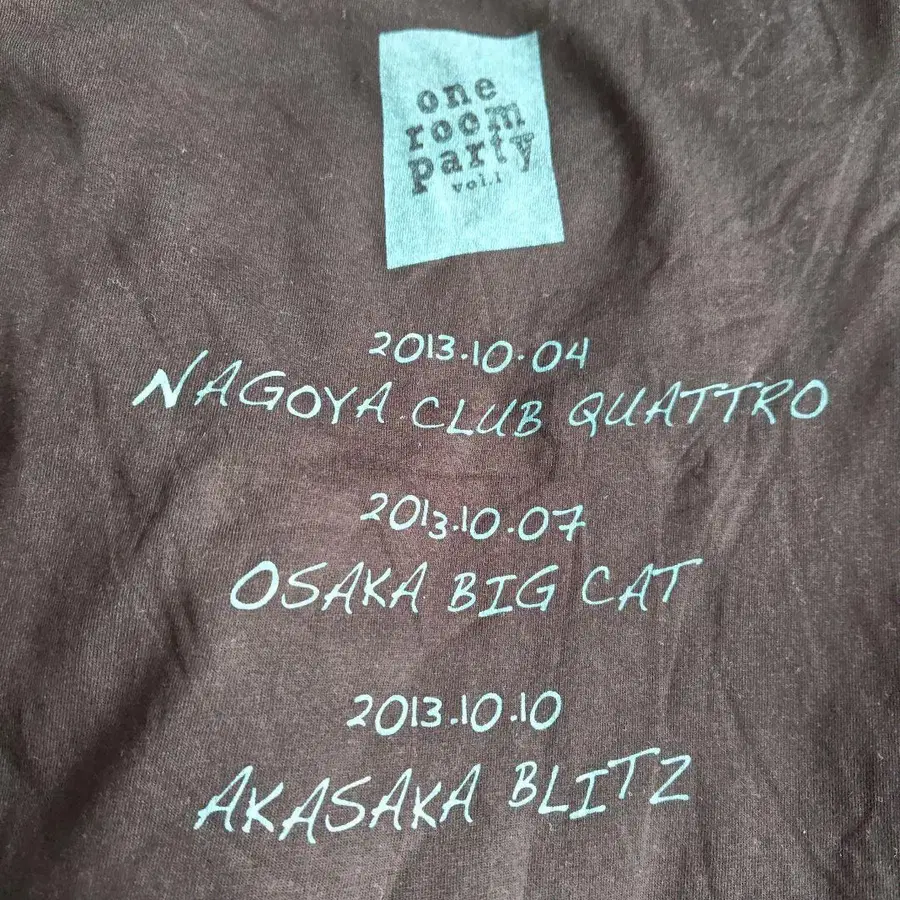 one
room
party
vol.1
2013.10.04
NAGOYA CLUB QUATTRO
2013.10.07
OSAKA BIG CAT
2013.10.10
AKASAKA BLITZ